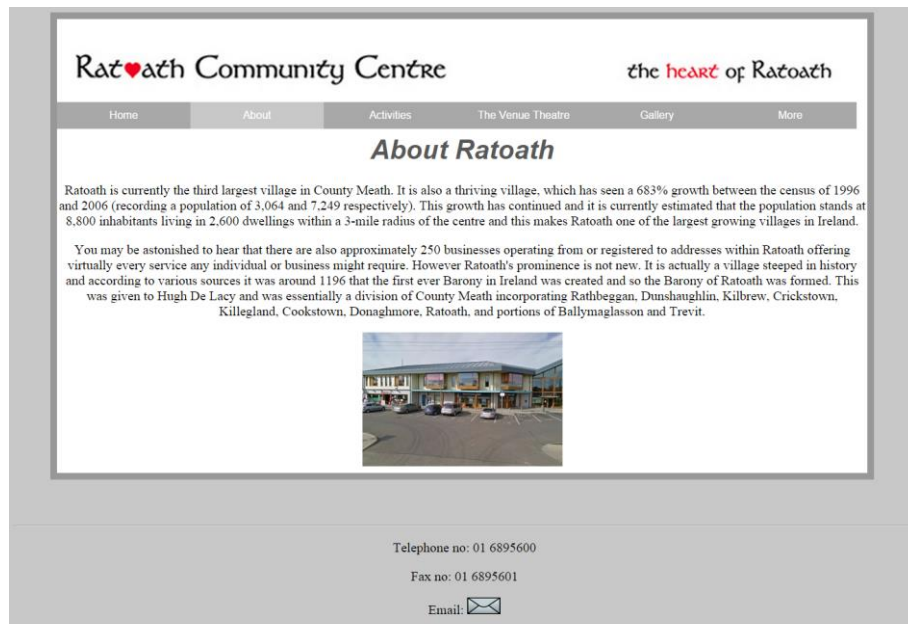 Rat♥ath Community Centre the heart of Ratoath
Home About Activities The Venue Theatre Gallery More
About Ratoath
Ratoath is currently the third largest village in County Meath. It is also a thriving village, which has seen a 683% growth between the census of 1996
and 2006 (recording a population of 3,064 and 7,249 respectively). This growth has continued and it is currently estimated that the population stands at
8,800 inhabitants living in 2,600 dwellings within a 3-mile radius of the centre and this makes Ratoath one of the largest growing villages in Ireland.
You may be astonished to hear that there are also approximately 250 businesses operating from or registered to addresses within Ratoath offering
virtually every service any individual or business might require. However Ratoath's prominence is not new. It is actually a village steeped in history
and according to various sources it was around 1196 that the first ever Barony in Ireland was created and so the Barony of Ratoath was formed. This
was given to Hugh De Lacy and was essentially a division of County Meath incorporating Rathbeggan, Dunshaughlin, Kilbrew, Crickstown,
Killegland, Cookstown, Donaghmore, Ratoath, and portions of Ballymaglasson and Trevit.
Telephone no: 01 6895600
Fax no: 01 6895601
Email: